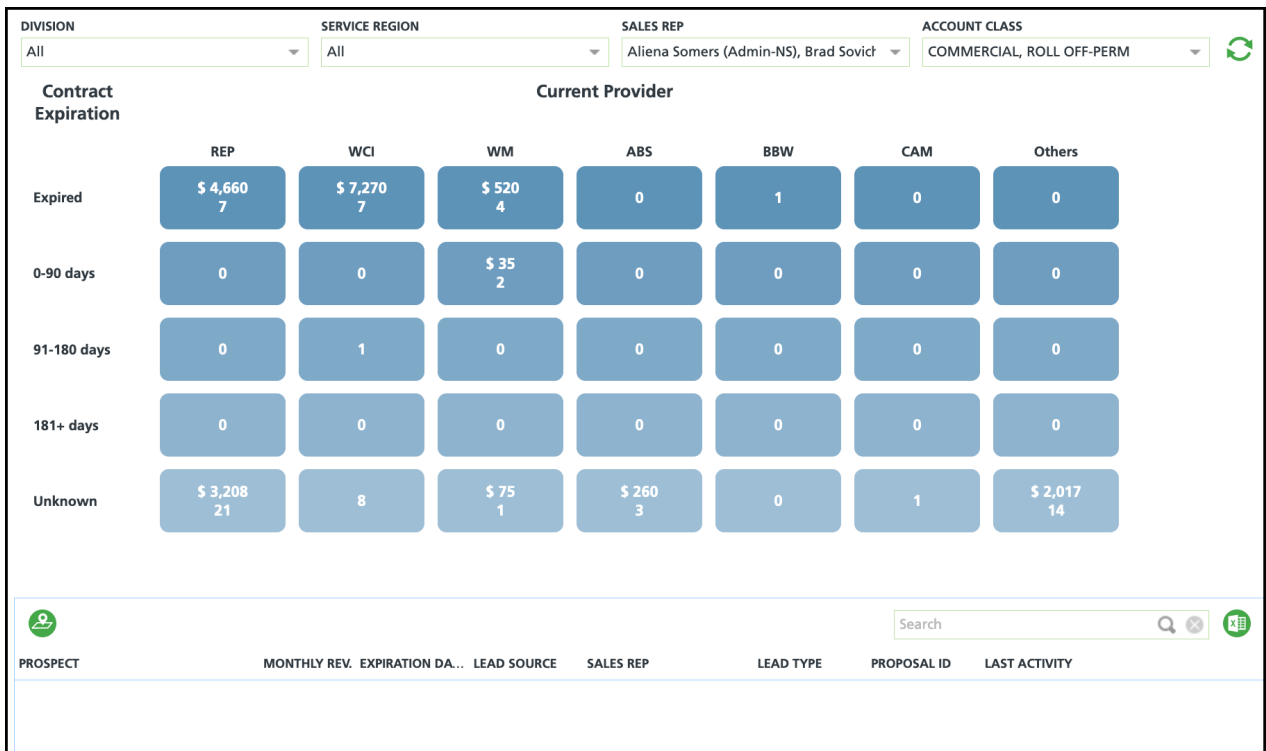 DIVISION SERVICE REGION SALES REP ACCOUNT CLASS
All All Aliena Somers (Admin-NS), Brad Sovich COMMERCIAL, ROLL OFF-PERM
Contract Expiration Current Provider
REP WCI WM ABS BBW CAM Others
Expired $ 4,660 7 $ 7,270 7 $ 520 4 0 1 0 0
0-90 days 0 0 $ 35 2 0 0 0 0
91-180 days 0 1 0 0 0 0 0
181+ days 0 0 0 0 0 0 0
Unknown $ 3,208 21 8 $ 75 1 $ 260 3 0 1 $ 2,017 14
Search
PROSPECT MONTHLY REV. EXPIRATION DA... LEAD SOURCE SALES REP LEAD TYPE PROPOSAL ID LAST ACTIVITY